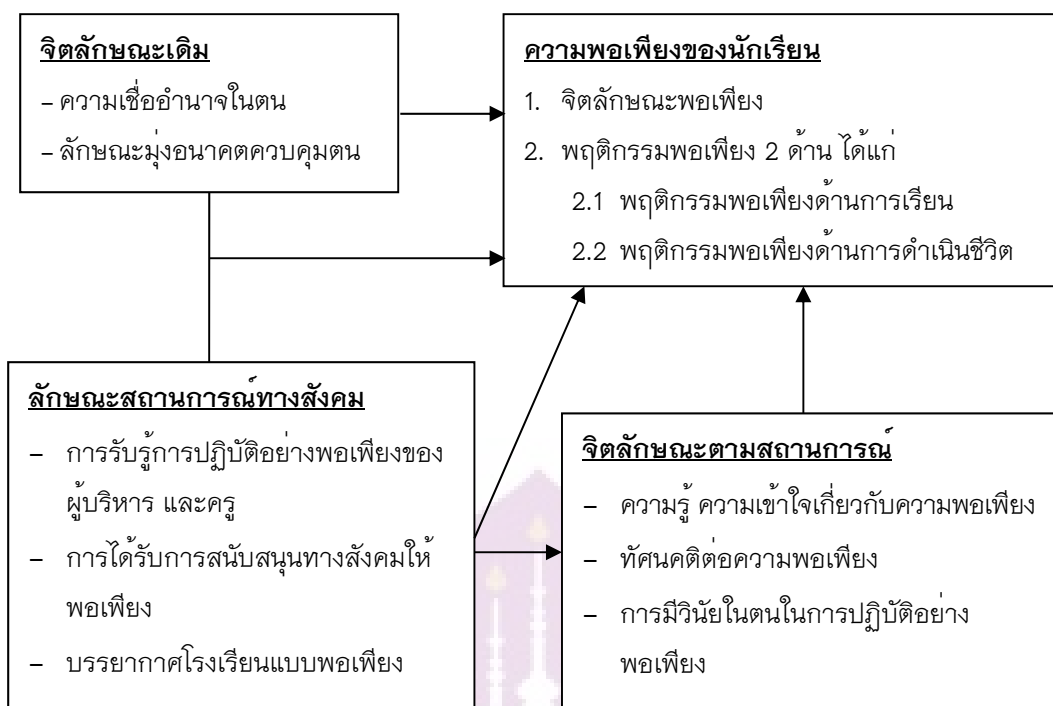 จิตลักษณะเดิม
– ความเชื่ออำนาจในตน
– ลักษณะมุ่งอนาคตควบคุมตน
ความพอเพียงของนักเรียน
1. จิตลักษณะพอเพียง
2. พฤติกรรมพอเพียง 2 ด้าน ได้แก่
2.1 พฤติกรรมพอเพียงด้านการเรียน
2.2 พฤติกรรมพอเพียงด้านการดำเนินชีวิต
ลักษณะสถานการณ์ทางสังคม
– การรับรู้การปฏิบัติอย่างพอเพียงของ
ผู้บริหาร และครู
– การได้รับการสนับสนุนทางสังคมให้
พอเพียง
– บรรยากาศโรงเรียนแบบพอเพียง
จิตลักษณะตามสถานการณ์
– ความรู้ ความเข้าใจเกี่ยวกับความพอเพียง
– ทัศนคติต่อความพอเพียง
– การมีวินัยในตนในการปฏิบัติอย่าง
พอเพียง